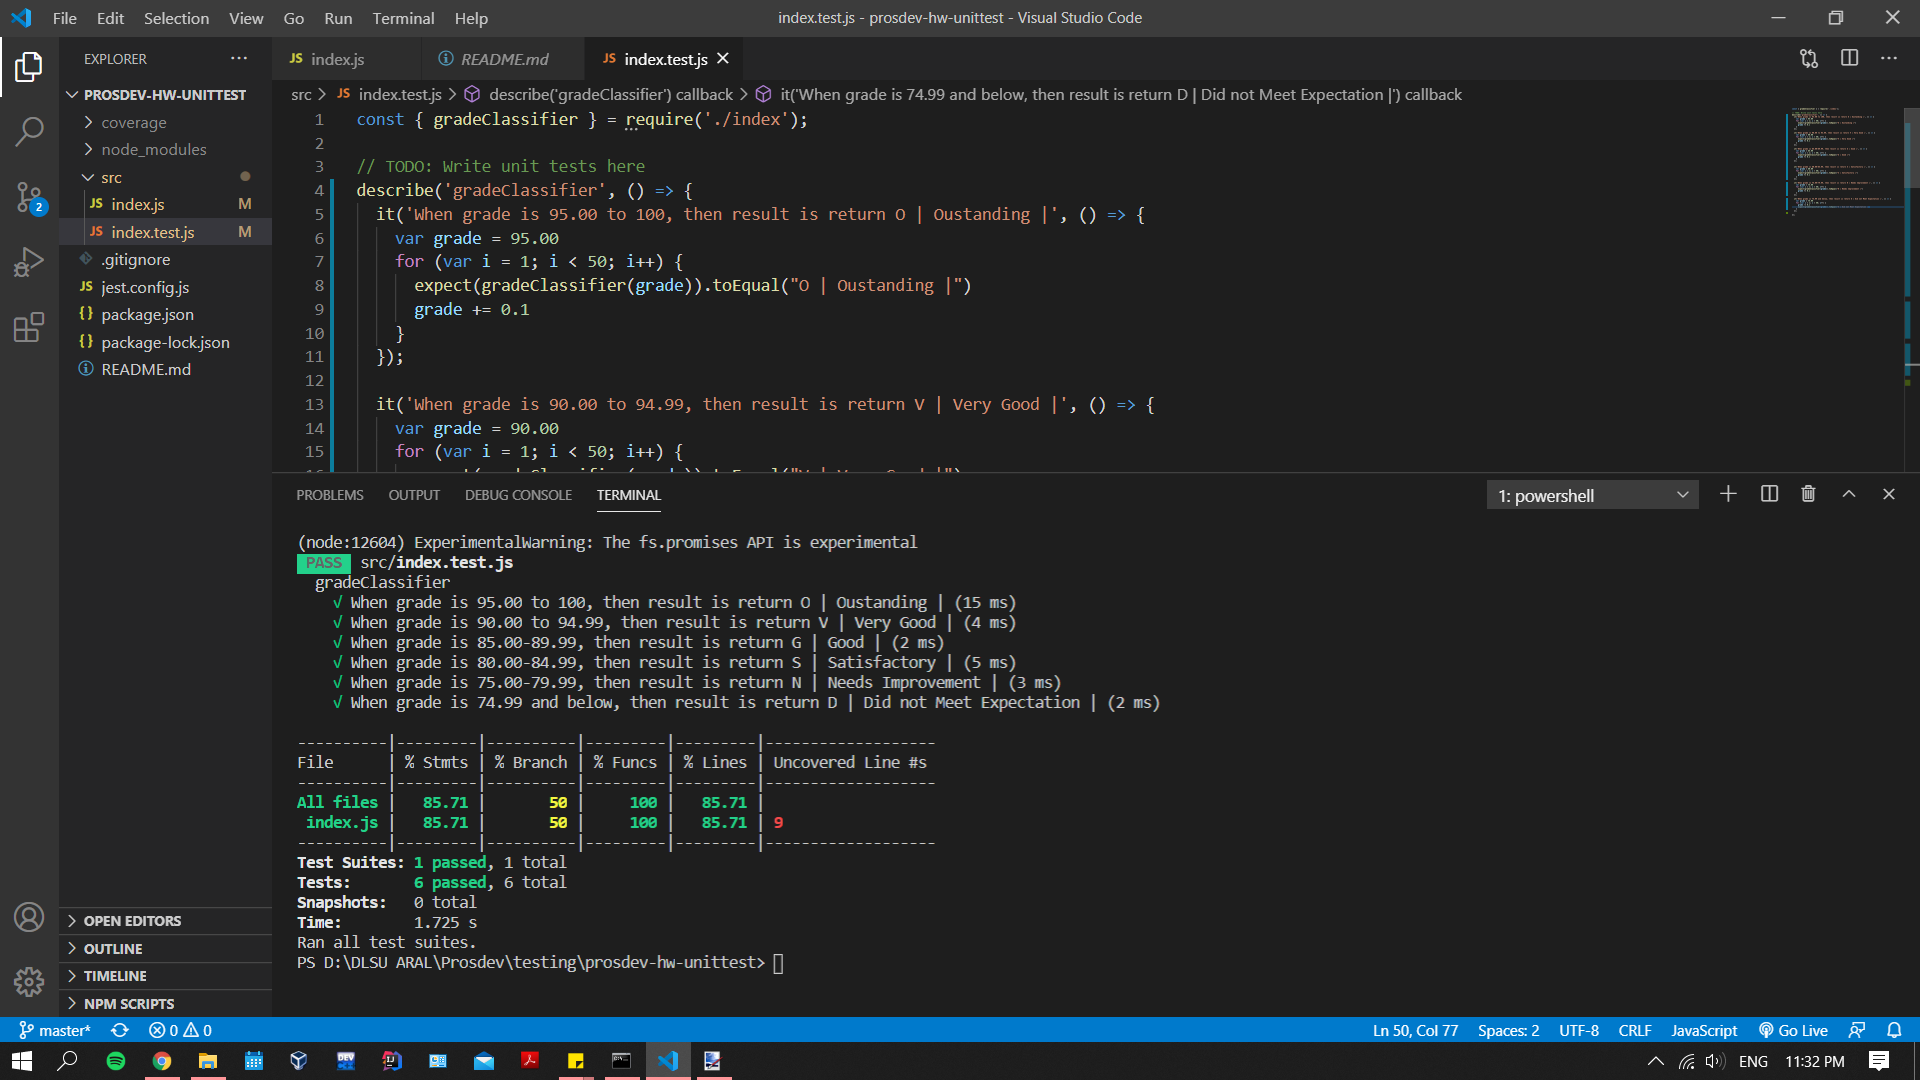 File Edit Selection View Go Run Terminal Help
index.test.js - prosdev-hw-unittest - Visual Studio Code
EXPLORER
JS index.js
README.md
JS index.test.js
PROSDEV-HW-UNITTEST
coverage
node_modules
src
JS index.js M
JS index.test.js M
.gitignore
JS jest.config.js
{} package.json
{} package-lock.json
README.md
2
OPEN EDITORS
OUTLINE
TIMELINE
NPM SCRIPTS
src > JS index.test.js > describe('gradeClassifier') callback > it('When grade is 74.99 and below, then result is return D | Did not Meet Expectation |') callback
1 const { gradeClassifier } = require('./index');
2
3 // TODO: Write unit tests here
4 describe('gradeClassifier', () => {
5 it('When grade is 95.00 to 100, then result is return O | Oustanding |', () => {
6 var grade = 95.00
7 for (var i = 1; i < 50; i++) {
8 expect(gradeClassifier(grade)).toEqual("O | Oustanding |")
9 grade += 0.1
10 }
11 });
12
13 it('When grade is 90.00 to 94.99, then result is return V | Very Good |', () => {
14 var grade = 90.00
15 for (var i = 1; i < 50; i++) {
PROBLEMS OUTPUT DEBUG CONSOLE TERMINAL
1: powershell
(node:12604) ExperimentalWarning: The fs.promises API is experimental
PASS src/index.test.js
gradeClassifier
√ When grade is 95.00 to 100, then result is return O | Oustanding | (15 ms)
√ When grade is 90.00 to 94.99, then result is return V | Very Good | (4 ms)
√ When grade is 85.00-89.99, then result is return G | Good | (2 ms)
√ When grade is 80.00-84.99, then result is return S | Satisfactory | (5 ms)
√ When grade is 75.00-79.99, then result is return N | Needs Improvement | (3 ms)
√ When grade is 74.99 and below, then result is return D | Did not Meet Expectation | (2 ms)
----------|---------|----------|---------|---------|-------------------
File | % Stmts | % Branch | % Funcs | % Lines | Uncovered Line #s
----------|---------|----------|---------|---------|-------------------
All files | 85.71 | 50 | 100 | 85.71 |
index.js | 85.71 | 50 | 100 | 85.71 | 9
----------|---------|----------|---------|---------|-------------------
Test Suites: 1 passed, 1 total
Tests: 6 passed, 6 total
Snapshots: 0 total
Time: 1.725 s
Ran all test suites.
PS D:\DLSU ARAL\Prosdev\testing\prosdev-hw-unittest>
master* 0 0
Ln 50, Col 77 Spaces: 2 UTF-8 CRLF JavaScript Go Live
DEV
IJ
ENG 11:32 PM